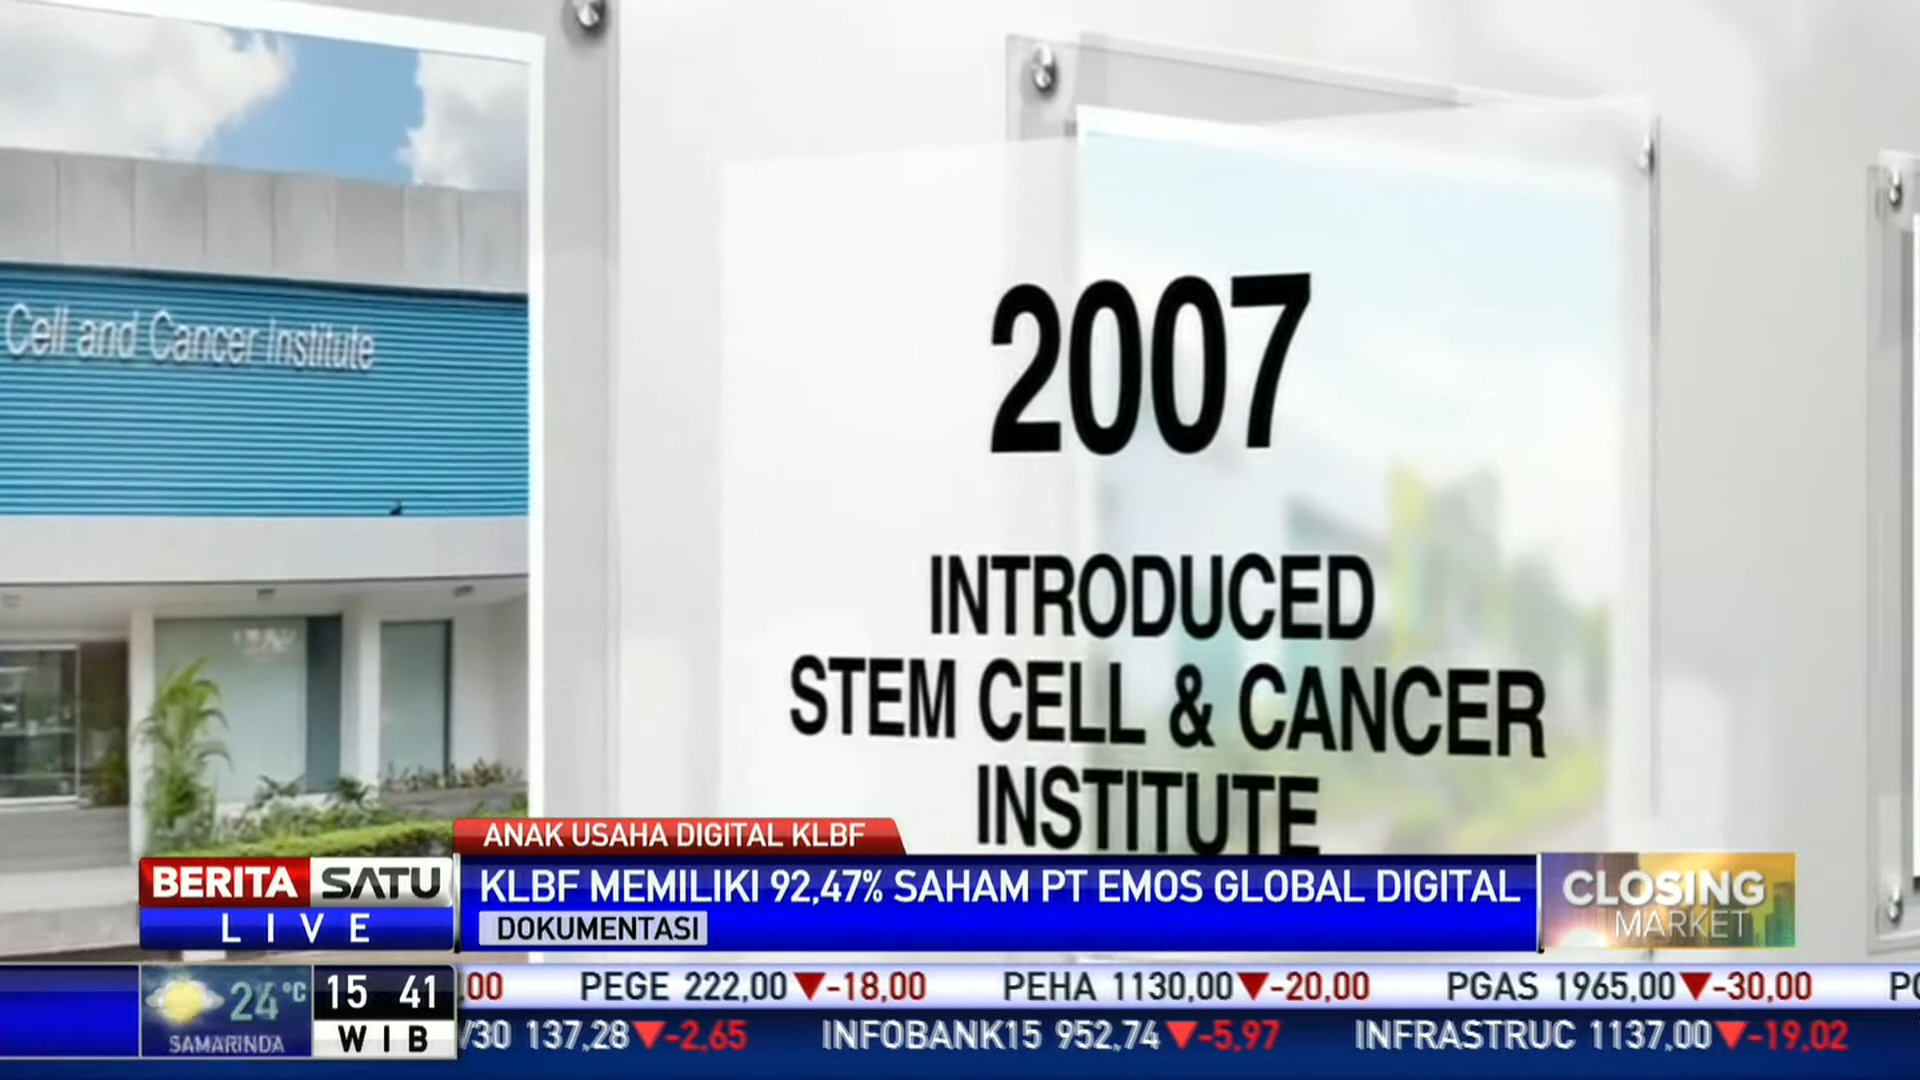 Cell and Cancer Institute
2007
INTRODUCED
STEM CELL & CANCER
INSTITUTE
ANAK USAHA DIGITAL KLBF
BERITA SATU
LIVE
KLBF MEMILIKI 92,47% SAHAM PT EMOS GLOBAL DIGITAL
DOKUMENTASI
CLOSING
MARKET
24°C
SAMARINDA
15 41
WIB
.00 PEGE 222,00▼-18,00 PEHA 1130,00▼-20,00 PGAS 1965,00▼-30,00
/30 137,28▼-2,65 INFOBANK15 952,74▼-5,97 INFRASTRUC 1137,00▼-19,02